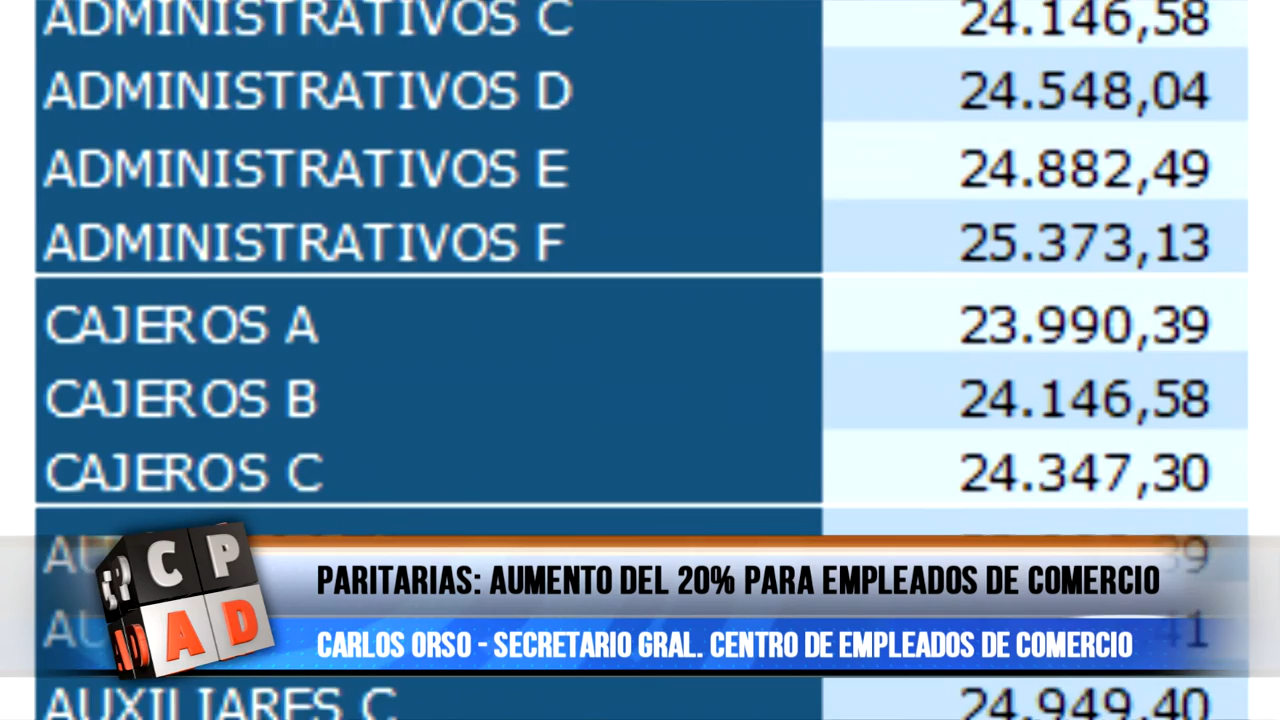 ADMINISTRATIVOS C 24.146,58
ADMINISTRATIVOS D 24.548,04
ADMINISTRATIVOS E 24.882,49
ADMINISTRATIVOS F 25.373,13
CAJEROS A 23.990,39
CAJEROS B 24.146,58
CAJEROS C 24.347,30
CP
AD
PARITARIAS: AUMENTO DEL 20% PARA EMPLEADOS DE COMERCIO
CARLOS ORSO - SECRETARIO GRAL. CENTRO DE EMPLEADOS DE COMERCIO
AUXILIARES C 24.949,40